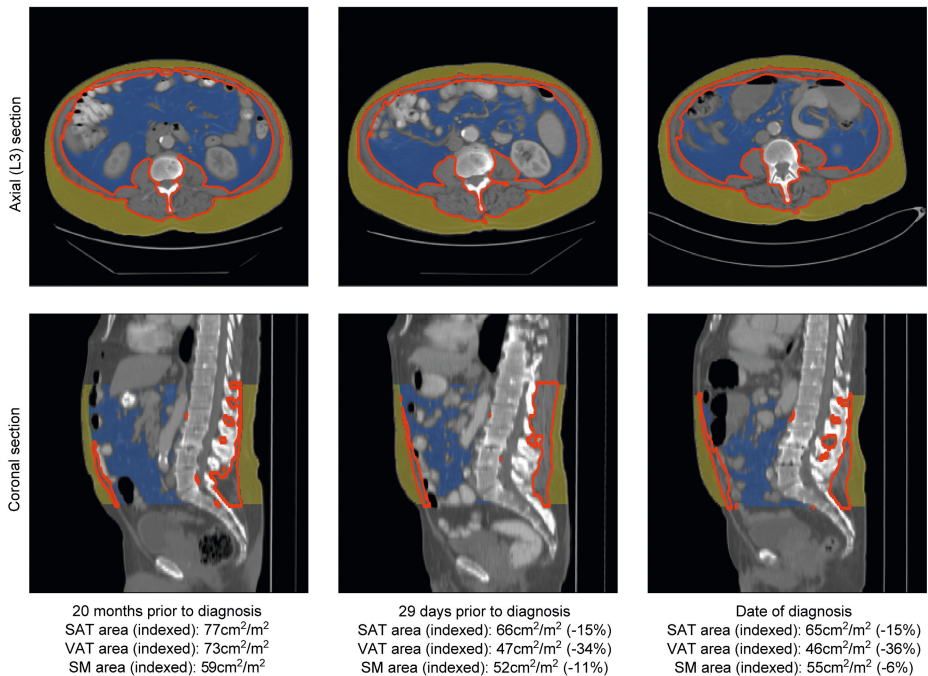 Axial (L3) section
Coronal section
20 months prior to diagnosis
SAT area (indexed): 77cm²/m²
VAT area (indexed): 73cm²/m²
SM area (indexed): 59cm²/m²
29 days prior to diagnosis
SAT area (indexed): 66cm²/m² (-15%)
VAT area (indexed): 47cm²/m² (-34%)
SM area (indexed): 52cm²/m² (-11%)
Date of diagnosis
SAT area (indexed): 65cm²/m² (-15%)
VAT area (indexed): 46cm²/m² (-36%)
SM area (indexed): 55cm²/m² (-6%)